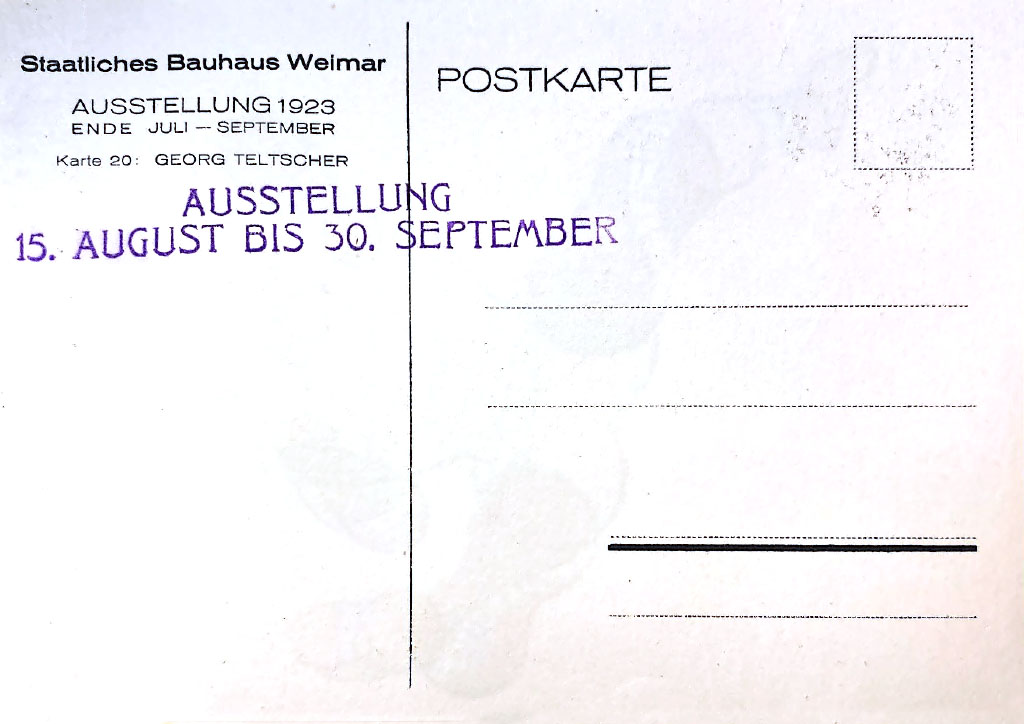 Staatliches Bauhaus Weimar
AUSSTELLUNG 1923
ENDE JULI — SEPTEMBER
Karte 20: GEORG TELTSCHER
AUSSTELLUNG
15. AUGUST BIS 30. SEPTEMBER
POSTKARTE